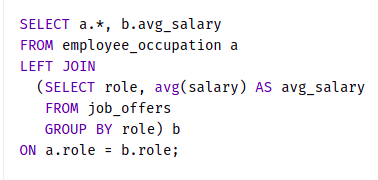 SELECT a.*, b.avg_salary
FROM employee_occupation a
LEFT JOIN
  (SELECT role, avg(salary) AS avg_salary
   FROM job_offers
   GROUP BY role) b
ON a.role = b.role;